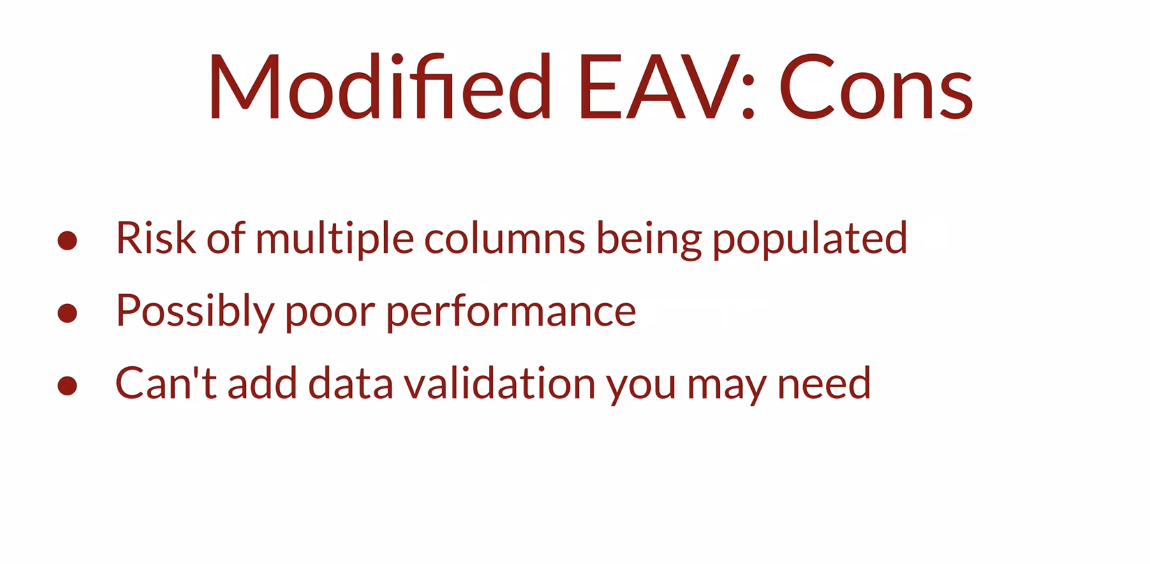 Modified EAV: Cons
● Risk of multiple columns being populated
● Possibly poor performance
● Can't add data validation you may need